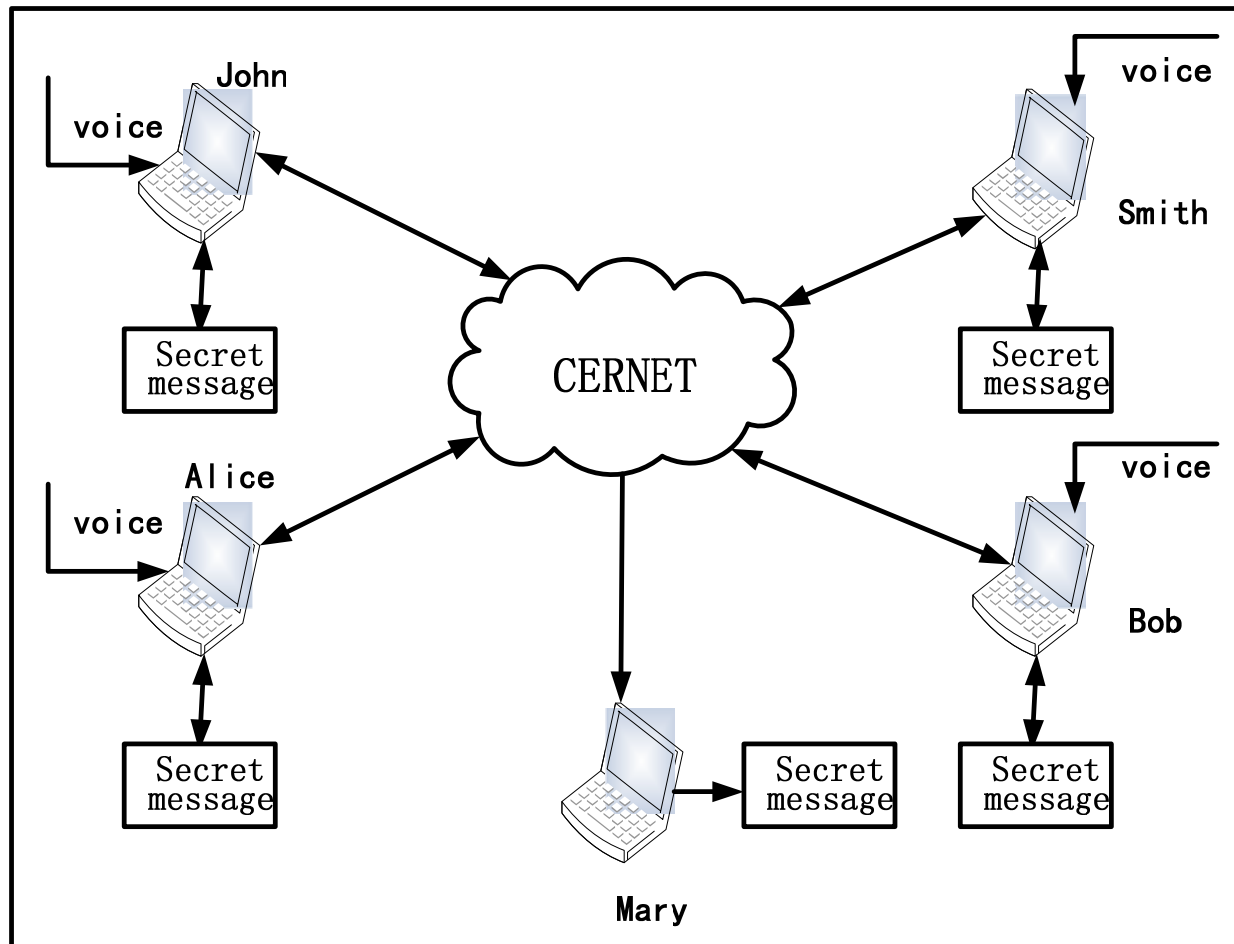 John
voice
voice
Smith
Secret
message
Secret
message
CERNET
Alice
voice
voice
Bob
Secret
message
Secret
message
Secret
message
Mary